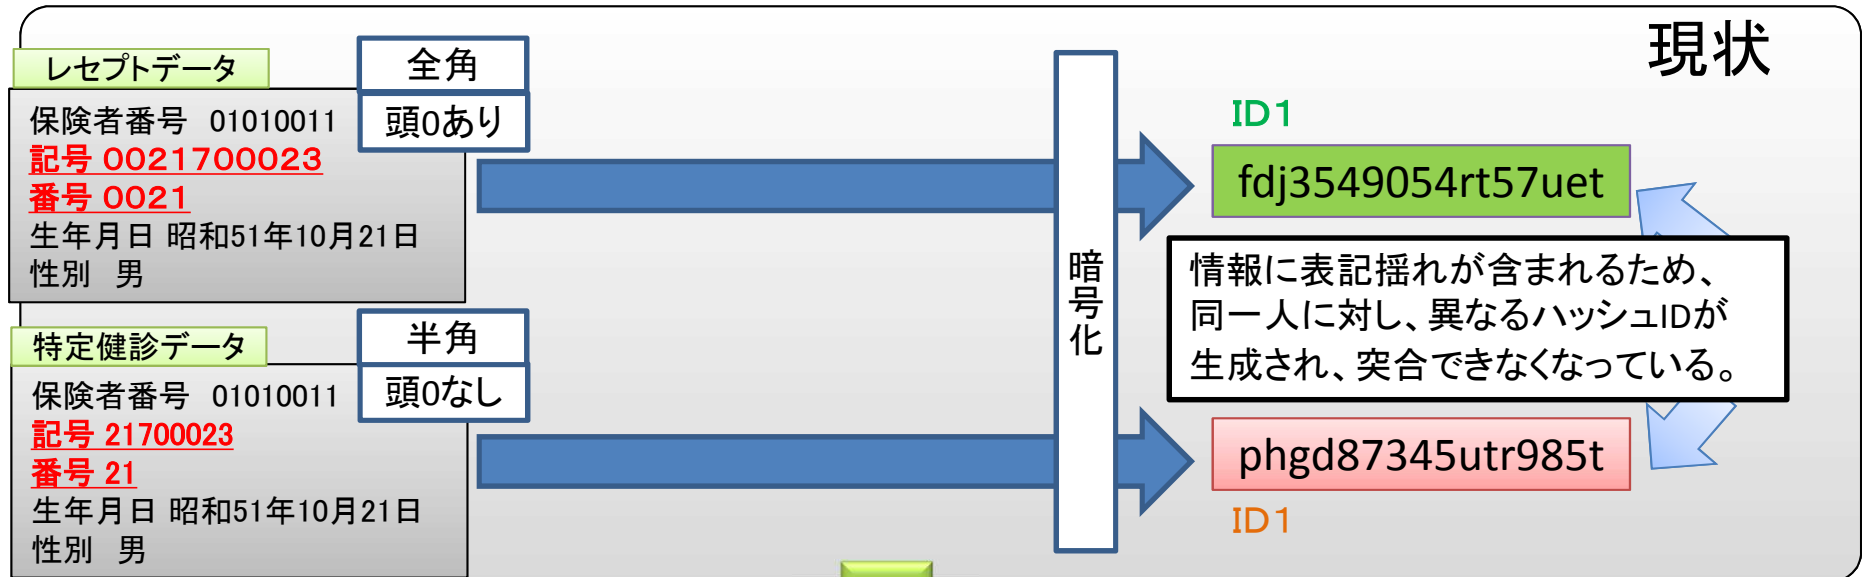 現状
レセプトデータ
全角
頭0あり
保険者番号 01010011
記号 ００２１７０００２３
番号 ００２１
生年月日 昭和51年10月21日
性別 男
特定健診データ
半角
頭0なし
保険者番号 01010011
記号 21700023
番号 21
生年月日 昭和51年10月21日
性別 男
暗号化
ID１
fdj3549054rt57uet
情報に表記揺れが含まれるため、
同一人に対し、異なるハッシュIDが
生成され、突合できなくなっている。
phgd87345utr985t
ID１